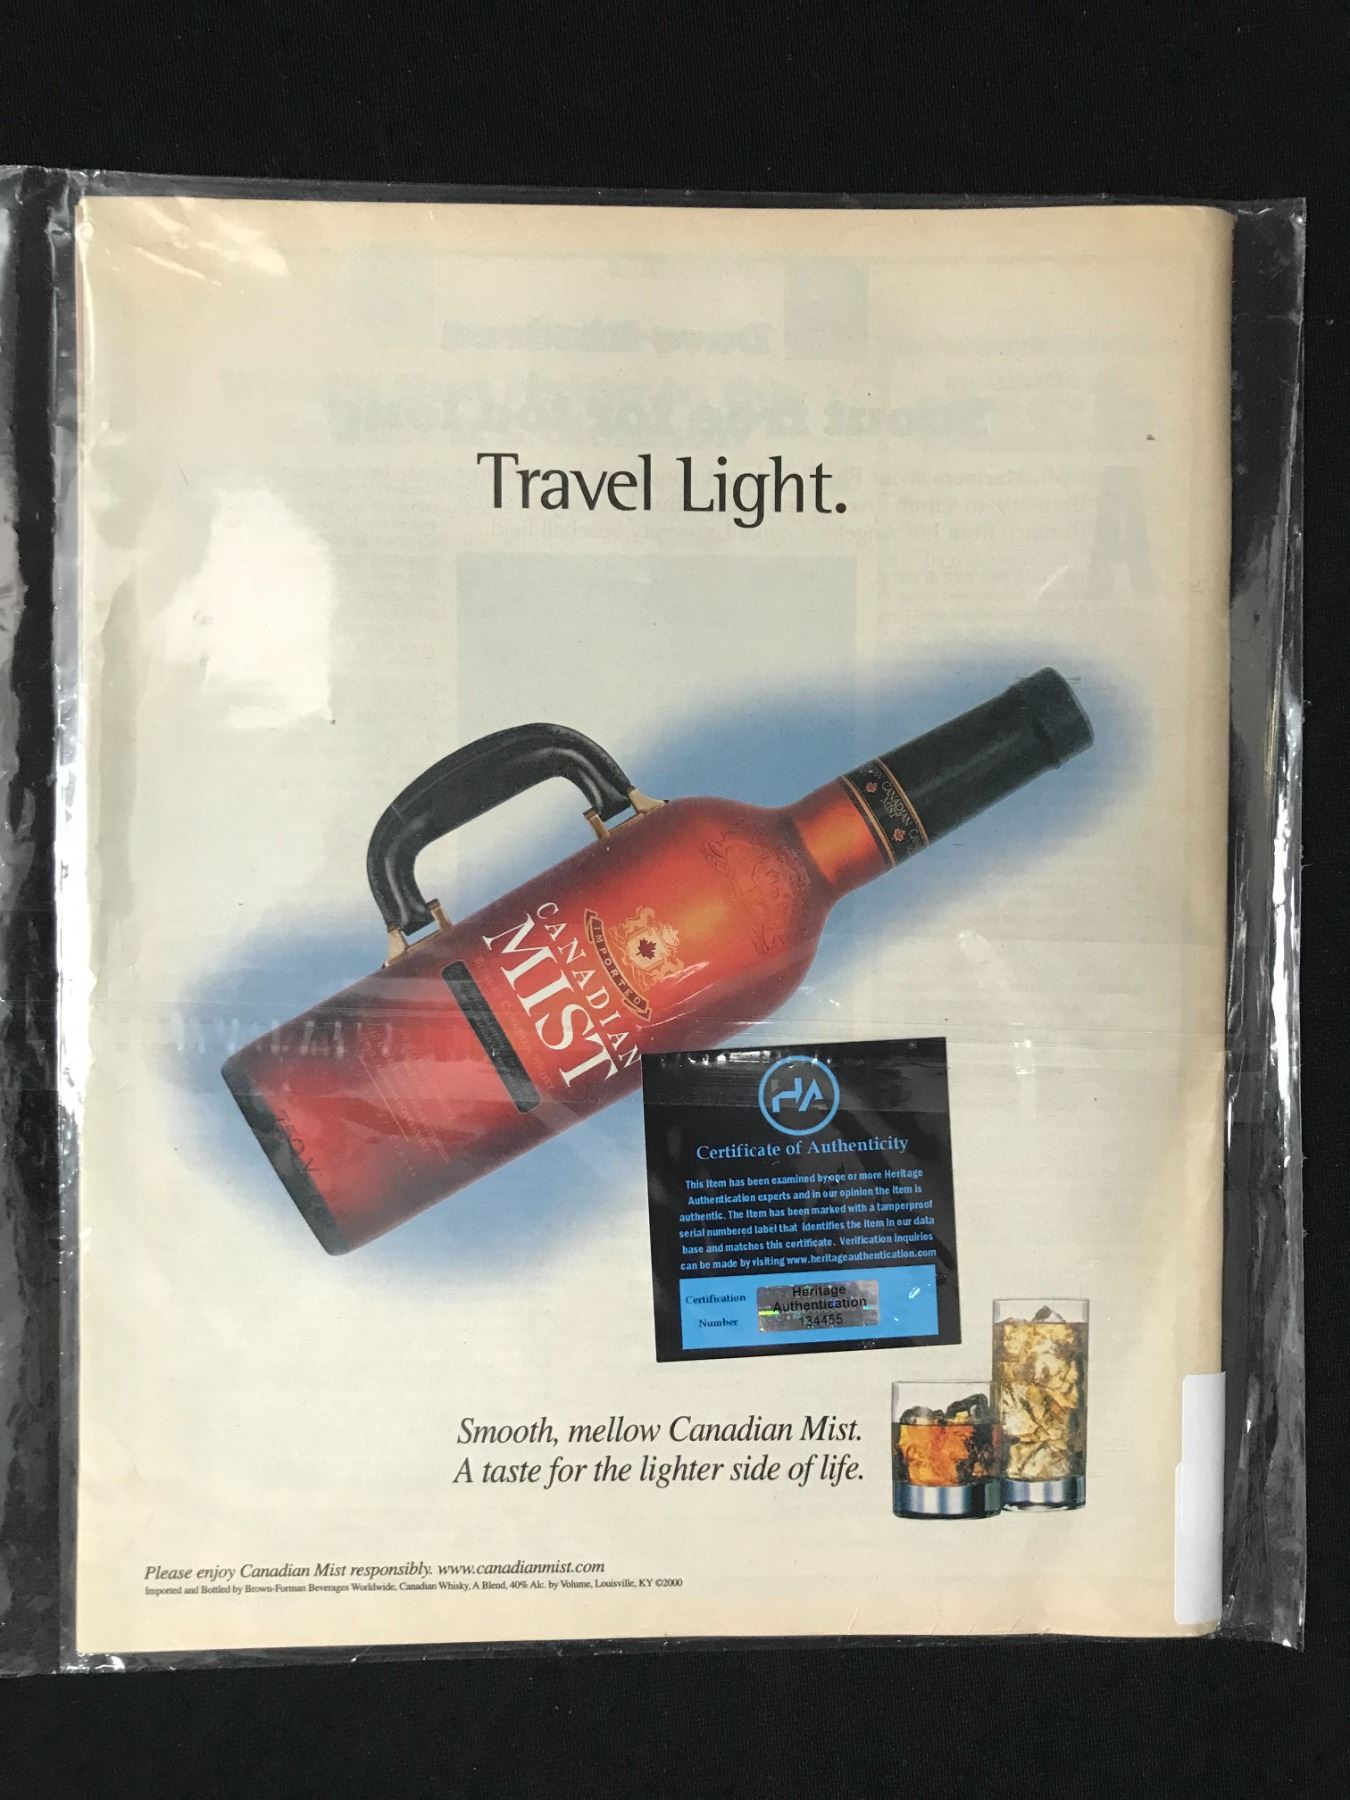 Travel Light.
CANADIAN
MIST
IMPORTED
CANADIAN
MIST
HA
Certificate of Authenticity
This Item has been examined by one or more Heritage
Authentication experts and in our opinion the Item is
authentic. The Item has been marked with a tamperproof
serial numbered label that identifies the Item in our data
base and matches this certificate. Verification inquiries
can be made by visiting www.heritageauthentication.com
Certification
Number
Heritage
Authentication
134455
Smooth, mellow Canadian Mist.
A taste for the lighter side of life.
Please enjoy Canadian Mist responsibly. www.canadianmist.com
Imported and Bottled by Brown-Forman Beverages Worldwide, Canadian Whisky, A Blend, 40% Alc. by Volume, Louisville, KY ©2000